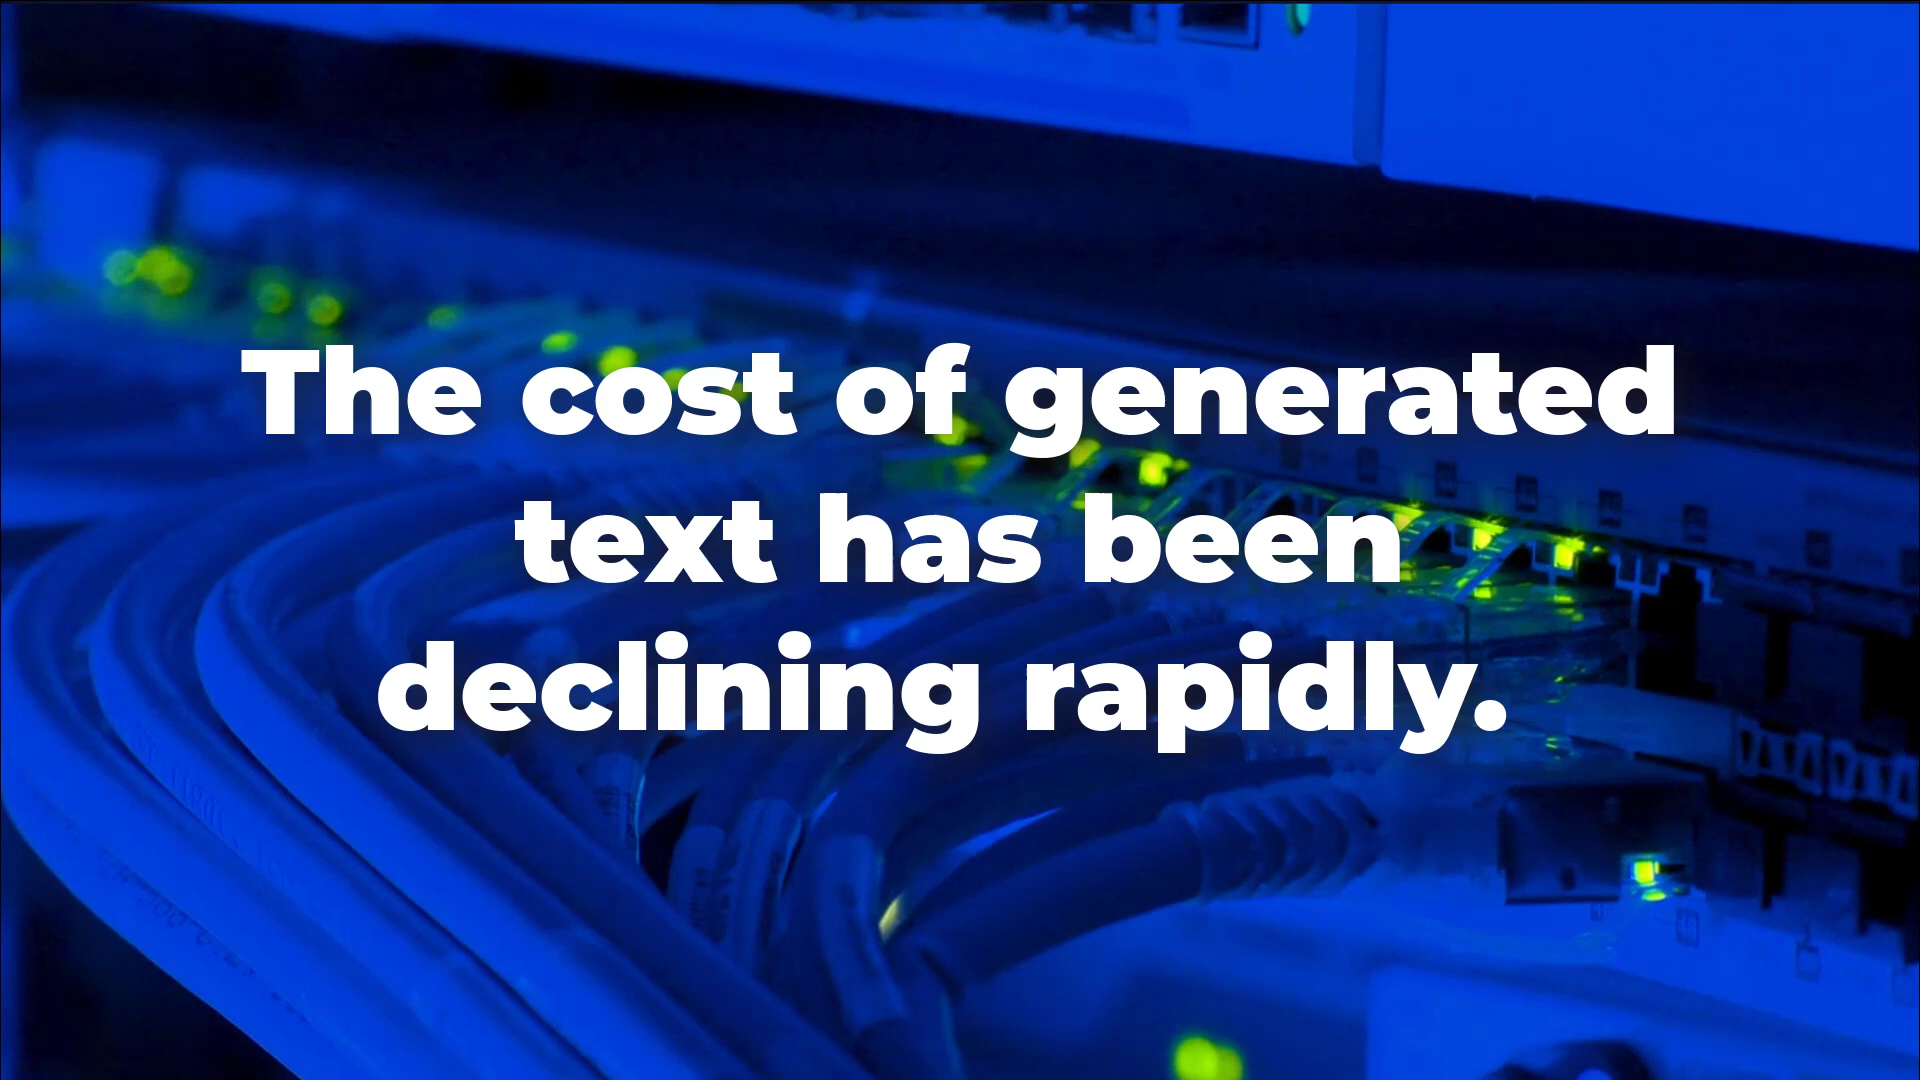 The cost of generated
text has been
declining rapidly.